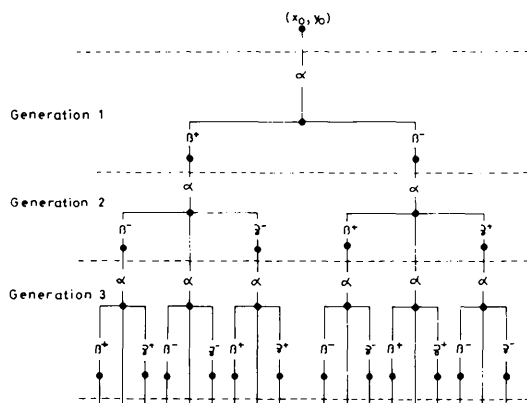 (x₀, y₀)
α
Generation 1
β⁺ β⁻
α α
Generation 2
β⁻ γ⁻ β⁺ γ⁺
α α α α α α
Generation 3
β⁺ γ⁺ β⁻ γ⁻ β⁺ γ⁺ β⁻ γ⁻ β⁺ γ⁺ β⁻ γ⁻